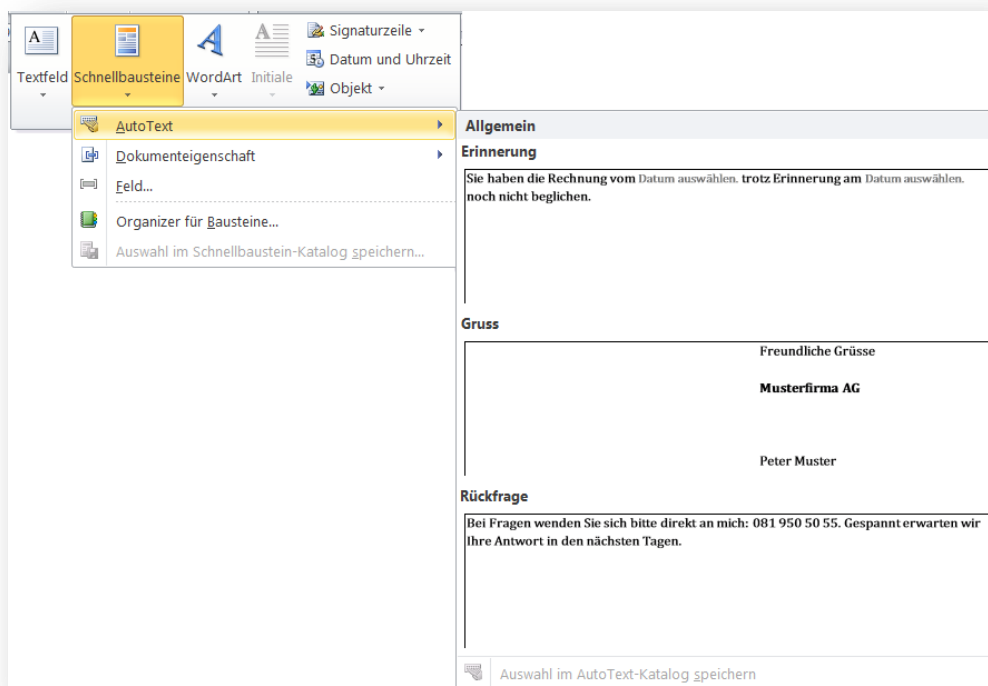 Signaturzeile
Datum und Uhrzeit
Objekt
Textfeld Schnellbausteine WordArt Initiale
AutoText
Dokumenteigenschaft
Feld...
Organizer für Bausteine...
Auswahl im Schnellbaustein-Katalog speichern...
Allgemein
Erinnerung
Sie haben die Rechnung vom Datum auswählen. trotz Erinnerung am Datum auswählen.
noch nicht beglichen.
Gruss
Freundliche Grüsse
Musterfirma AG
Peter Muster
Rückfrage
Bei Fragen wenden Sie sich bitte direkt an mich: 081 950 50 55. Gespannt erwarten wir
Ihre Antwort in den nächsten Tagen.
Auswahl im AutoText-Katalog speichern